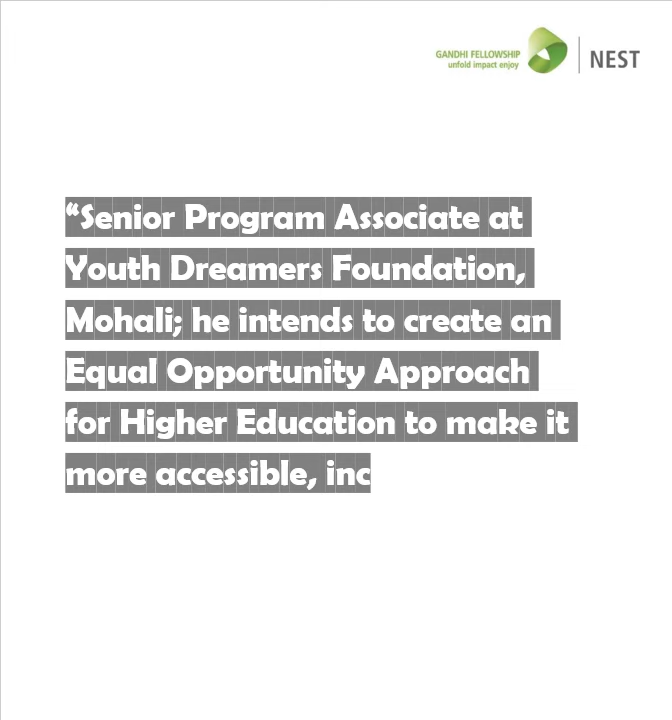 GANDHI FELLOWSHIP
unfold impact enjoy
NEST
“Senior Program Associate at
Youth Dreamers Foundation,
Mohali; he intends to create an
Equal Opportunity Approach
for Higher Education to make it
more accessible, inc